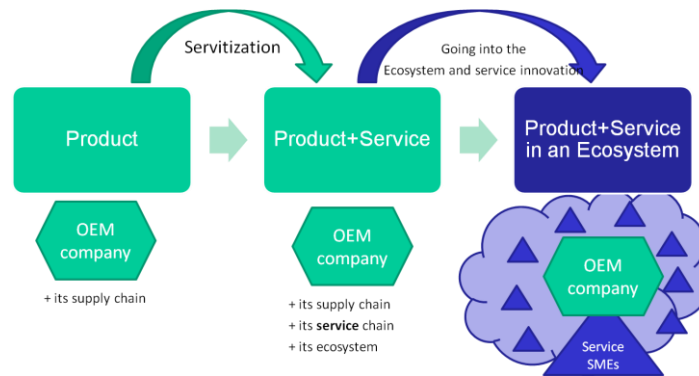 Servitization
Going into the
Ecosystem and service innovation
Product
Product+Service
Product+Service
in an Ecosystem
OEM
company
+ its supply chain
OEM
company
+ its supply chain
+ its service chain
+ its ecosystem
OEM
company
Service
SMEs